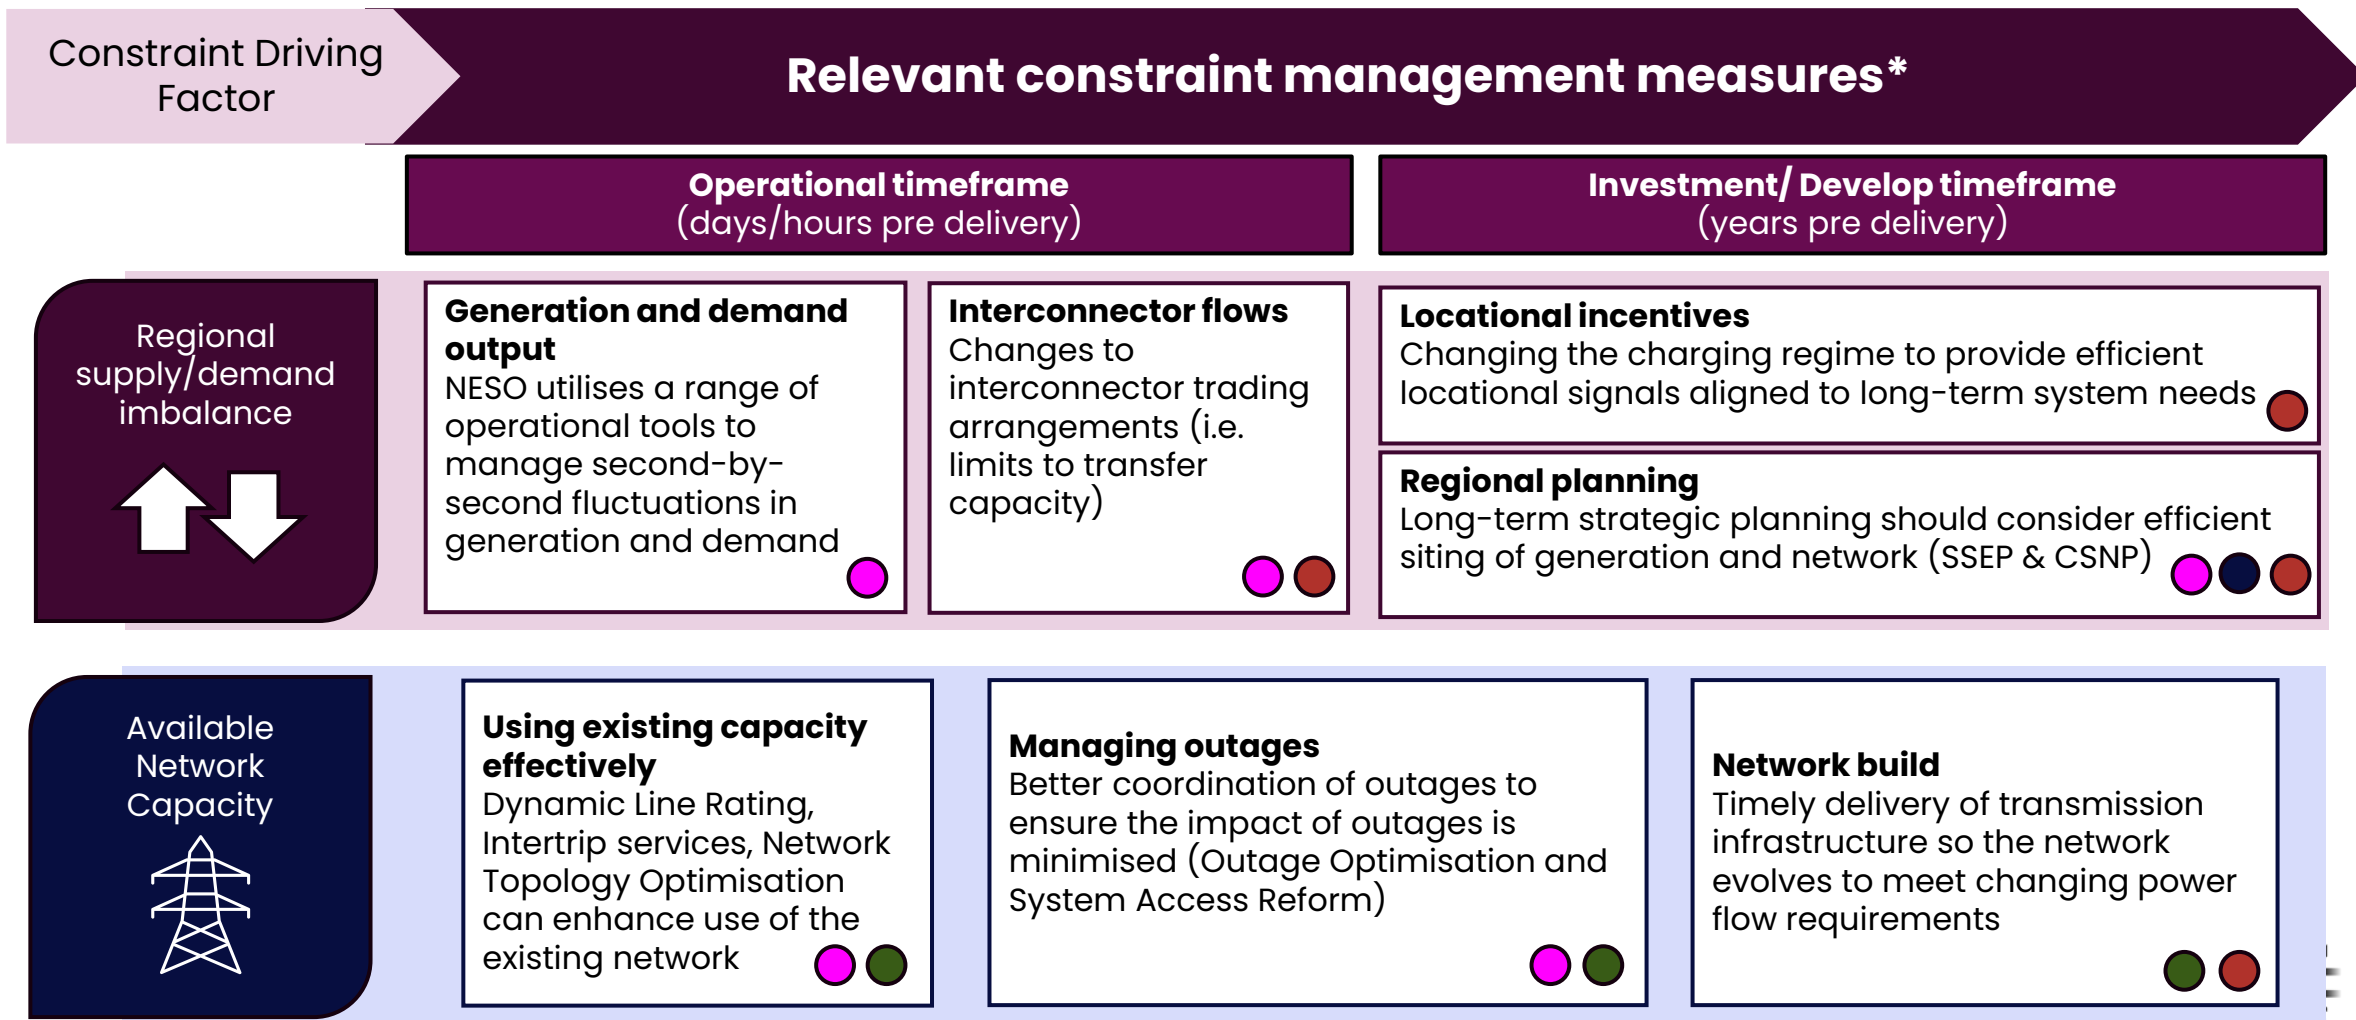 Constraint Driving
Factor
Relevant constraint management measures*
Operational timeframe
(days/hours pre delivery)
Investment/ Develop timeframe
(years pre delivery)
Regional
supply/demand
imbalance
Generation and demand
output
NESO utilises a range of
operational tools to
manage second-by-
second fluctuations in
generation and demand
Interconnector flows
Changes to
interconnector trading
arrangements (i.e.
limits to transfer
capacity)
Locational incentives
Changing the charging regime to provide efficient
locational signals aligned to long-term system needs
Regional planning
Long-term strategic planning should consider efficient
siting of generation and network (SSEP & CSNP)
Available
Network
Capacity
Using existing capacity
effectively
Dynamic Line Rating,
Intertrip services, Network
Topology Optimisation
can enhance use of the
existing network
Managing outages
Better coordination of outages to
ensure the impact of outages is
minimised (Outage Optimisation and
System Access Reform)
Network build
Timely delivery of transmission
infrastructure so the network
evolves to meet changing power
flow requirements